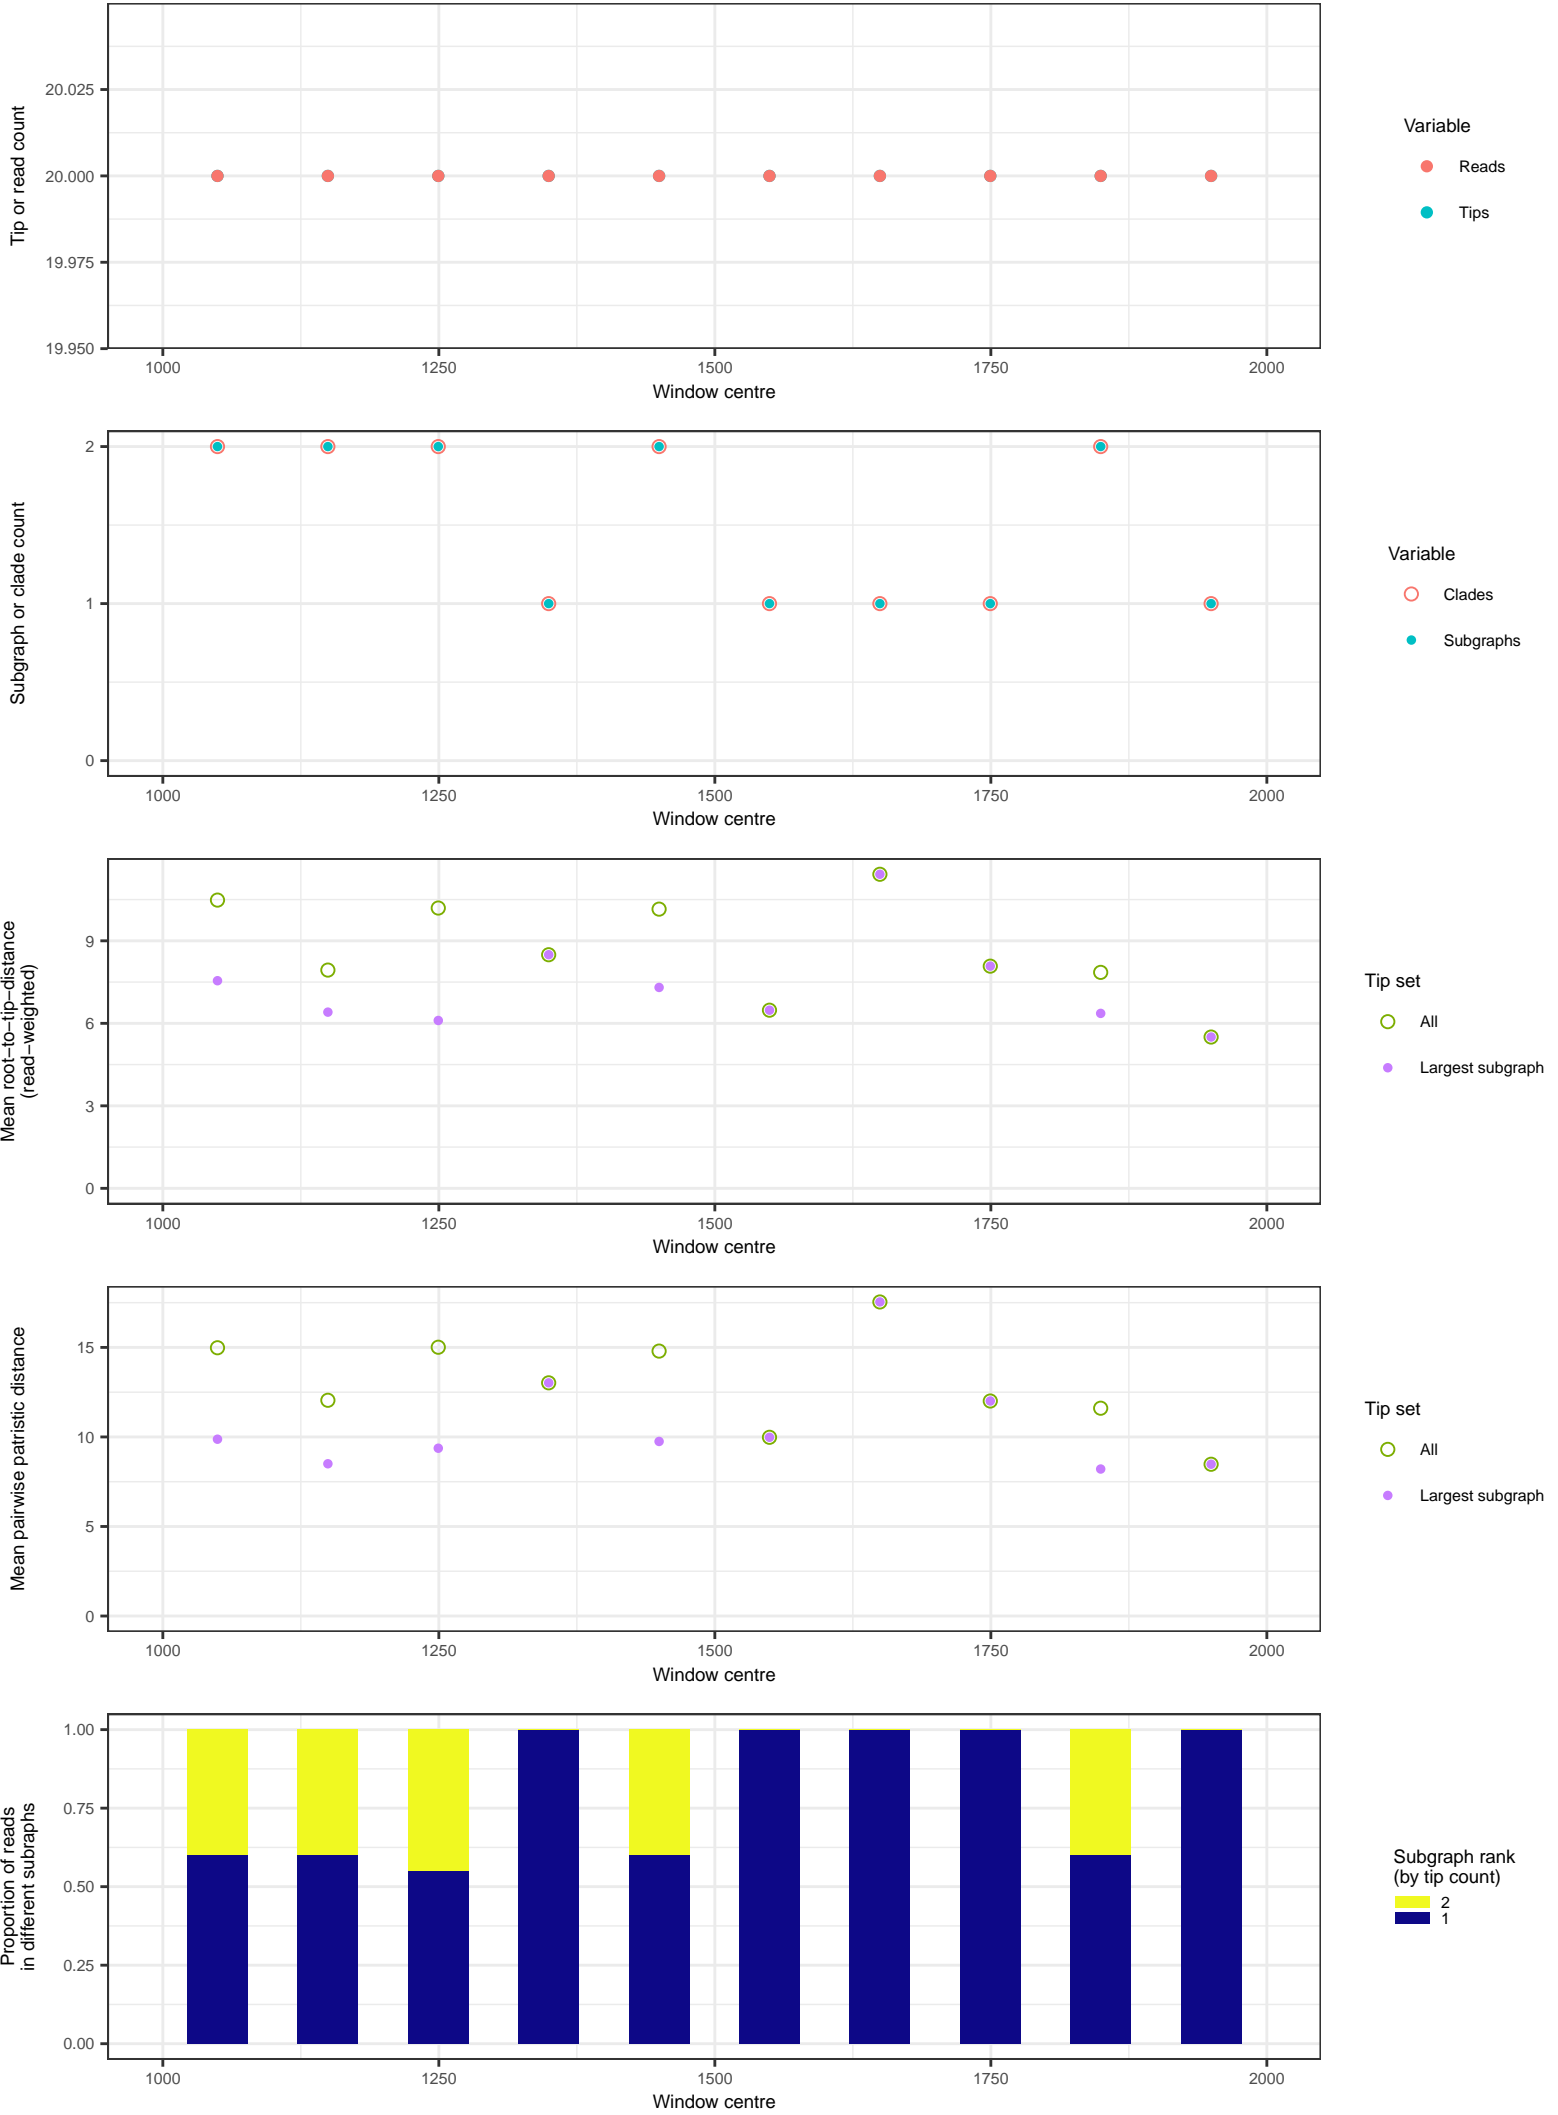 Tip or read count
20.025
20.000
19.975
19.950
1000 1250 1500 1750 2000
Window centre
Variable
Reads
Tips
Subgraph or clade count
2
1
0
1000 1250 1500 1750 2000
Window centre
Variable
Clades
Subgraphs
Mean root−to−tip−distance
(read−weighted)
9
6
3
0
1000 1250 1500 1750 2000
Window centre
Tip set
All
Largest subgraph
Mean pairwise patristic distance
15
10
5
0
1000 1250 1500 1750 2000
Window centre
Tip set
All
Largest subgraph
Proportion of reads
in different subraphs
1.00
0.75
0.50
0.25
0.00
1000 1250 1500 1750 2000
Window centre
Subgraph rank
(by tip count)
2
1